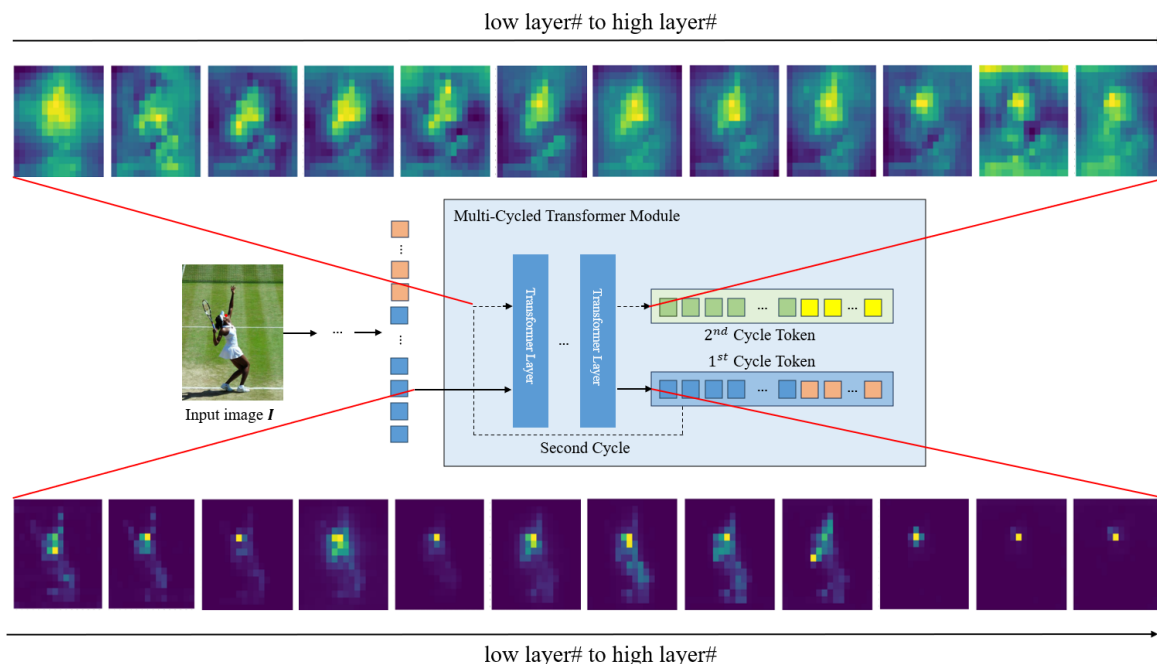 low layer# to high layer#
Multi-Cycled Transformer Module
Transformer Layer
...
Transformer Layer
...
...
...
...
...
2ⁿᵈ Cycle Token
1ˢᵗ Cycle Token
...
...
Input image I
Second Cycle
low layer# to high layer#